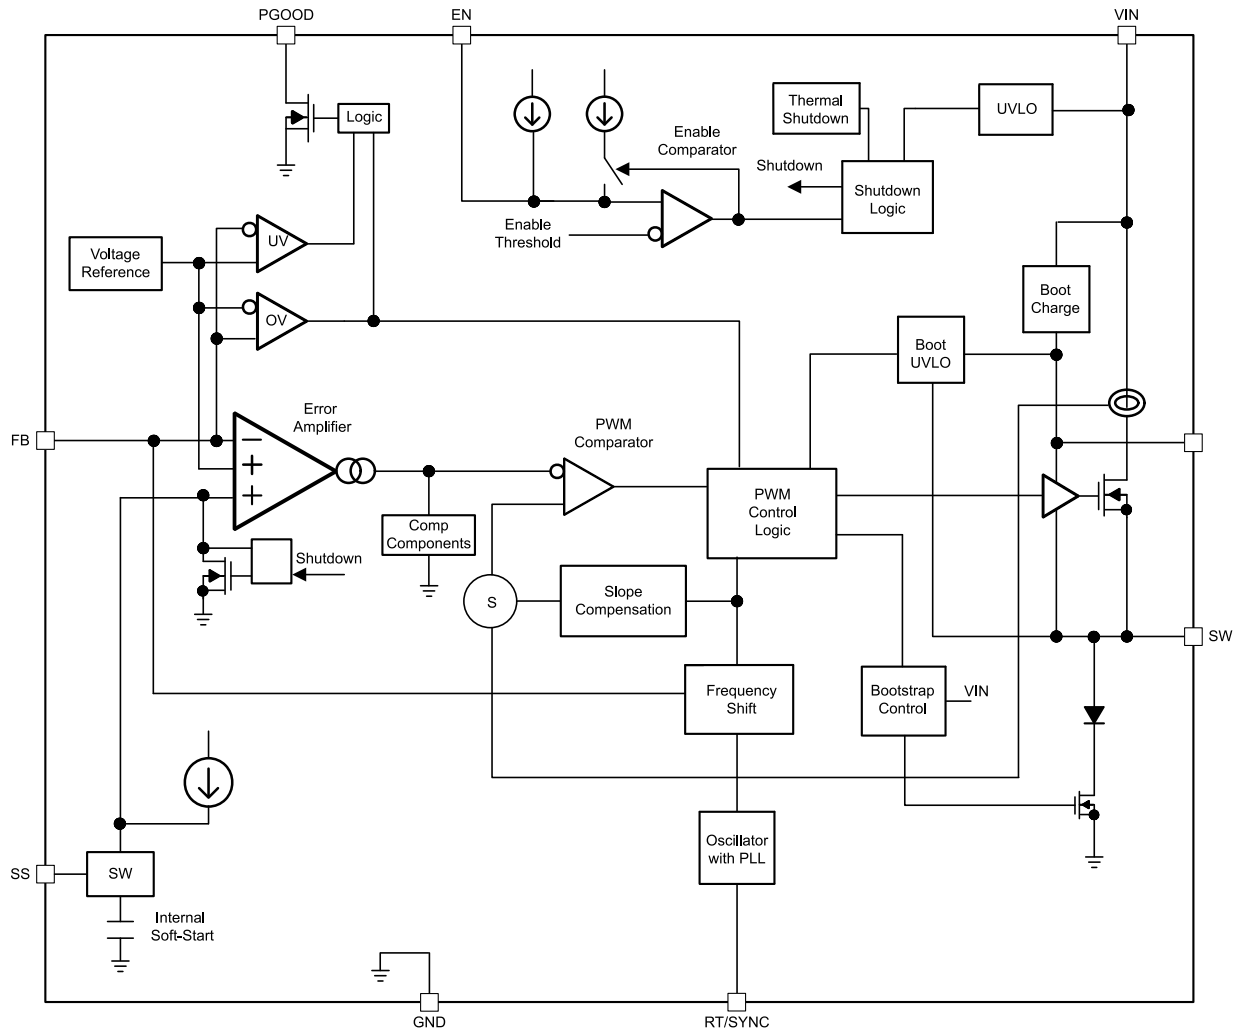 PGOOD
EN
VIN
Thermal
Shutdown
UVLO
Logic
Enable
Comparator
Shutdown
Shutdown
Logic
Enable
Threshold
UV
Voltage
Reference
Boot
Charge
OV
Boot
UVLO
Error
Amplifier
PWM
Comparator
FB
−
+
+
PWM
Control
Logic
Comp
Components
Shutdown
S
Slope
Compensation
SW
Frequency
Shift
Bootstrap
Control
VIN
Oscillator
with PLL
SS
SW
Internal
Soft-Start
GND
RT/SYNC